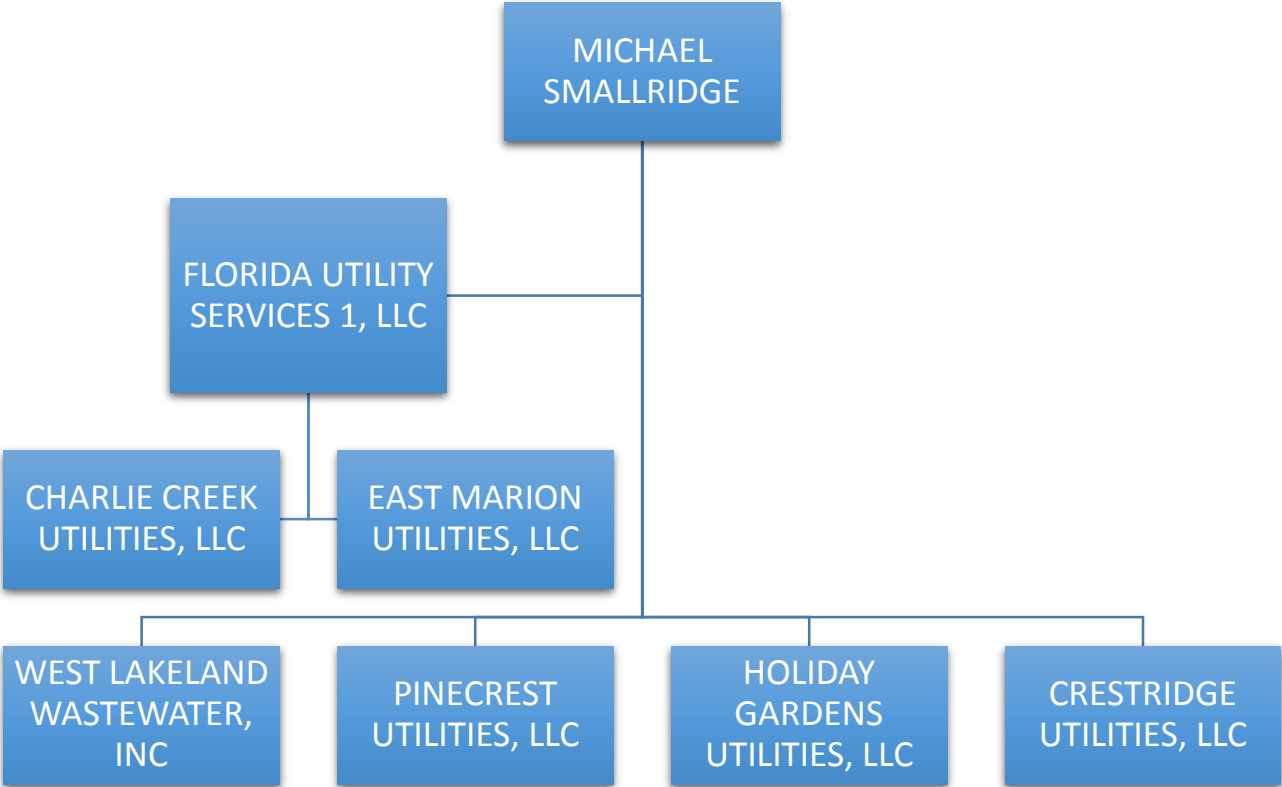 MICHAEL
SMALLRIDGE
FLORIDA UTILITY
SERVICES 1, LLC
CHARLIE CREEK
UTILITIES, LLC
EAST MARION
UTILITIES, LLC
WEST LAKELAND
WASTEWATER,
INC
PINECREST
UTILITIES, LLC
HOLIDAY
GARDENS
UTILITIES, LLC
CRESTRIDGE
UTILITIES, LLC